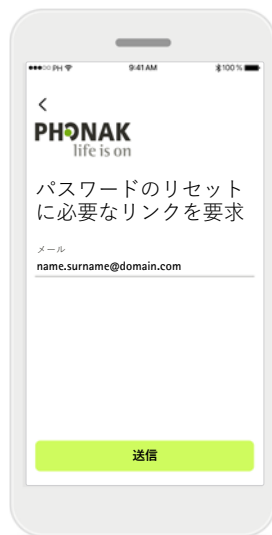 PH 9:41 AM 100 %
PHONAK
life is on
パスワードのリセット
に必要なリンクを要求
メール
name.surname@domain.com
送信